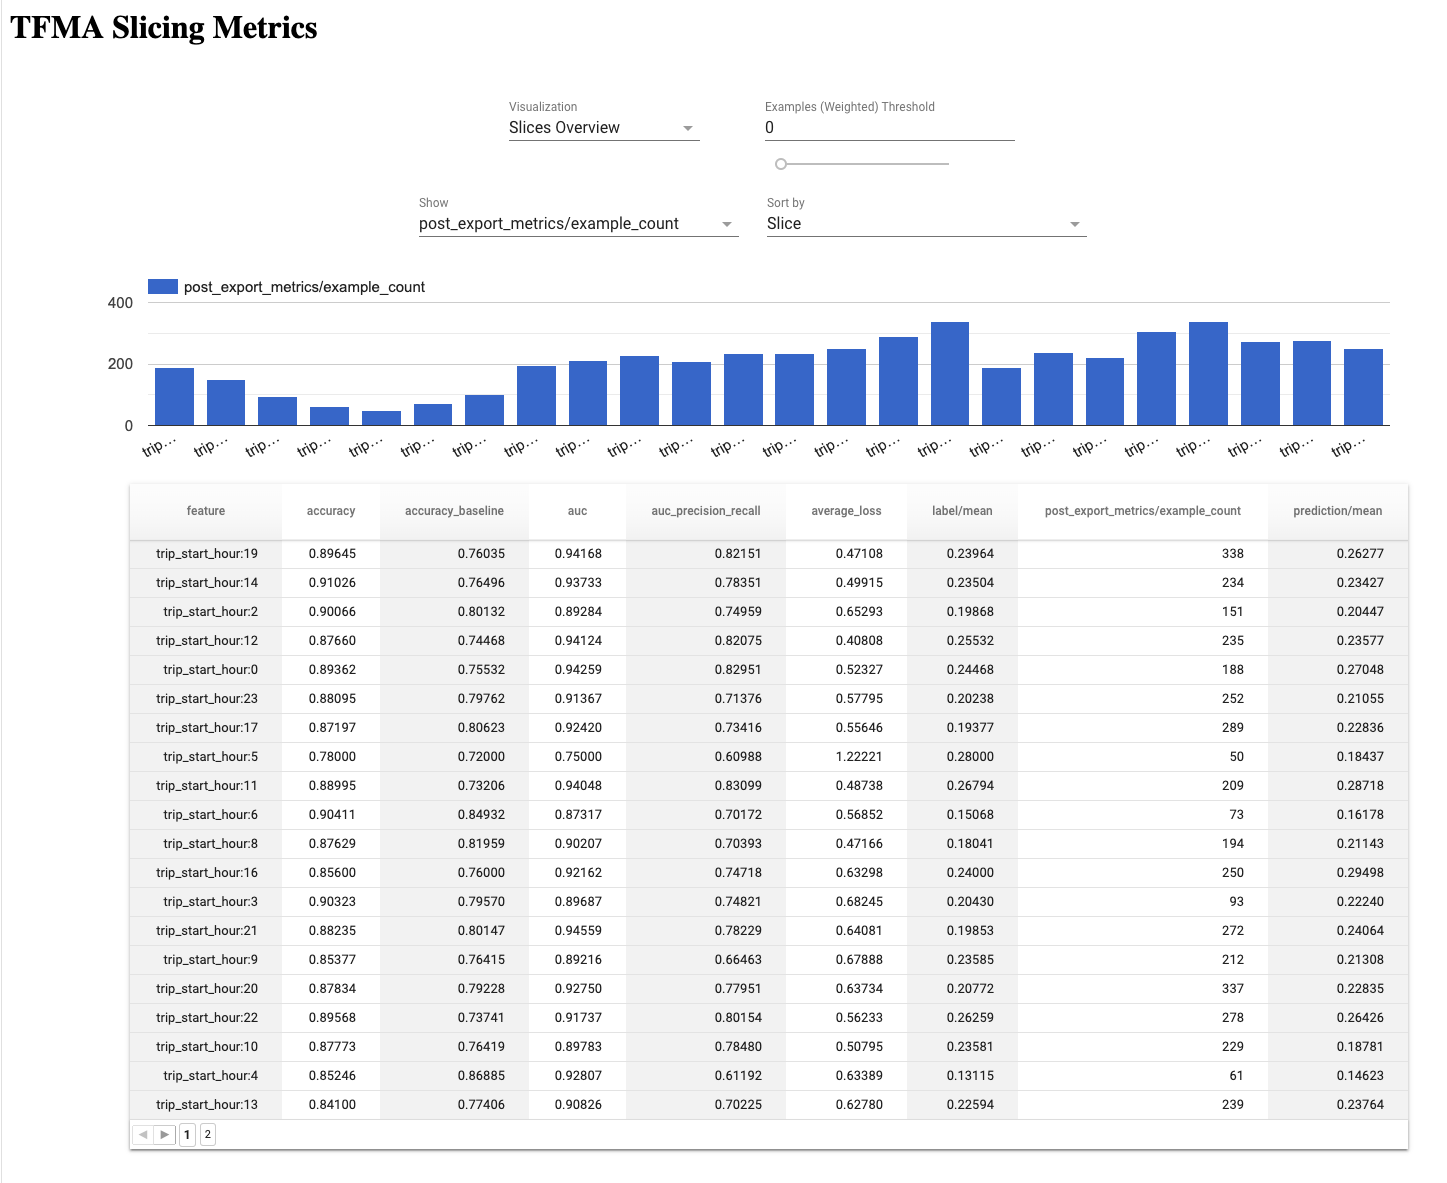 TFMA Slicing Metrics
Visualization Examples (Weighted) Threshold
Slices Overview 0
Show Sort by
post_export_metrics/example_count Slice
post_export_metrics/example_count
400
200
0
trip... trip... trip... trip... trip... trip... trip... trip... trip... trip... trip... trip... trip... trip... trip... trip... trip... trip... trip... trip... trip... trip... trip... trip...
feature accuracy accuracy_baseline auc auc_precision_recall average_loss label/mean post_export_metrics/example_count prediction/mean
trip_start_hour:19 0.89645 0.76035 0.94168 0.82151 0.47108 0.23964 338 0.26277
trip_start_hour:14 0.91026 0.76496 0.93733 0.78351 0.49915 0.23504 234 0.23427
trip_start_hour:2 0.90066 0.80132 0.89284 0.74959 0.65293 0.19868 151 0.20447
trip_start_hour:12 0.87660 0.74468 0.94124 0.82075 0.40808 0.25532 235 0.23577
trip_start_hour:0 0.89362 0.75532 0.94259 0.82951 0.52327 0.24468 188 0.27048
trip_start_hour:23 0.88095 0.79762 0.91367 0.71376 0.57795 0.20238 252 0.21055
trip_start_hour:17 0.87197 0.80623 0.92420 0.73416 0.55646 0.19377 289 0.22836
trip_start_hour:5 0.78000 0.72000 0.75000 0.60988 1.22221 0.28000 50 0.18437
trip_start_hour:11 0.88995 0.73206 0.94048 0.83099 0.48738 0.26794 209 0.28718
trip_start_hour:6 0.90411 0.84932 0.87317 0.70172 0.56852 0.15068 73 0.16178
trip_start_hour:8 0.87629 0.81959 0.90207 0.70393 0.47166 0.18041 194 0.21143
trip_start_hour:16 0.85600 0.76000 0.92162 0.74718 0.63298 0.24000 250 0.29498
trip_start_hour:3 0.90323 0.79570 0.89687 0.74821 0.68245 0.20430 93 0.22240
trip_start_hour:21 0.88235 0.80147 0.94559 0.78229 0.64081 0.19853 272 0.24064
trip_start_hour:9 0.85377 0.76415 0.89216 0.66463 0.67888 0.23585 212 0.21308
trip_start_hour:20 0.87834 0.79228 0.92750 0.77951 0.63734 0.20772 337 0.22835
trip_start_hour:22 0.89568 0.73741 0.91737 0.80154 0.56233 0.26259 278 0.26426
trip_start_hour:10 0.87773 0.76419 0.89783 0.78480 0.50795 0.23581 229 0.18781
trip_start_hour:4 0.85246 0.86885 0.92807 0.61192 0.63389 0.13115 61 0.14623
trip_start_hour:13 0.84100 0.77406 0.90826 0.70225 0.62780 0.22594 239 0.23764
1 2